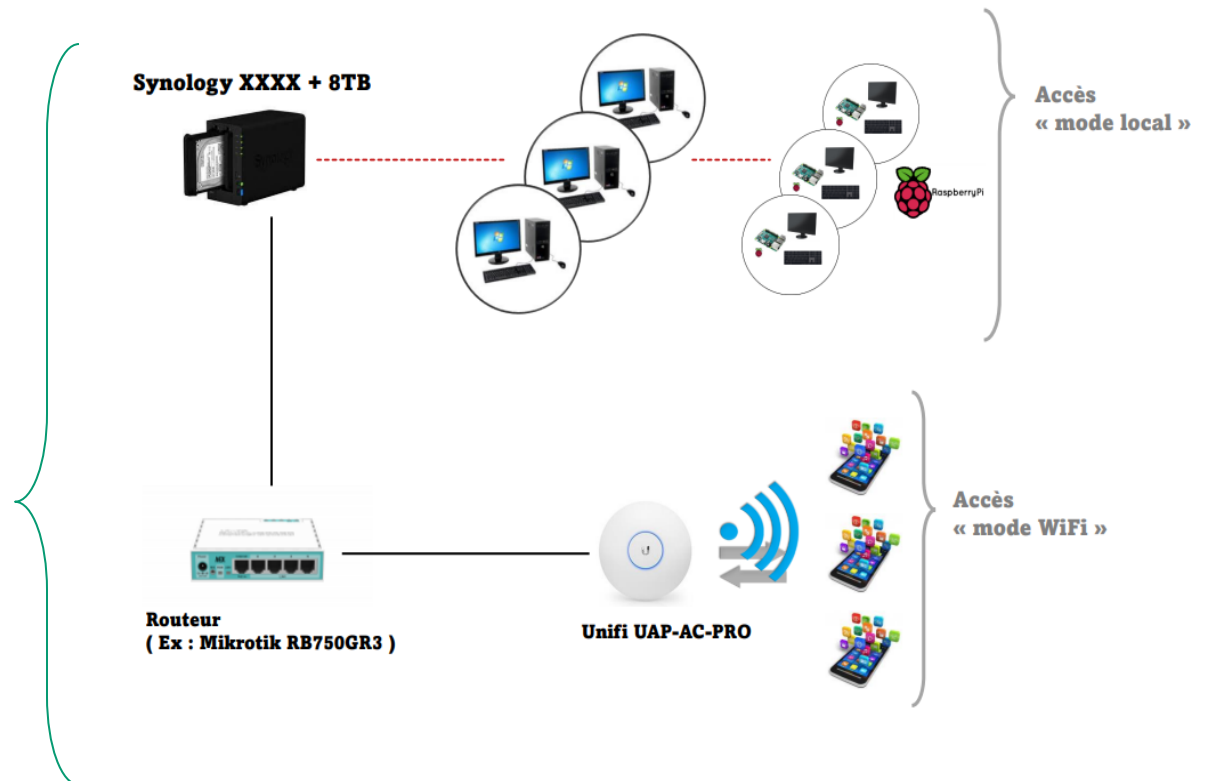 Synology XXXX + 8TB
Accès
« mode local »
RaspberryPi
Accès
« mode WiFi »
Routeur
( Ex : Mikrotik RB750GR3 )
Unifi UAP-AC-PRO